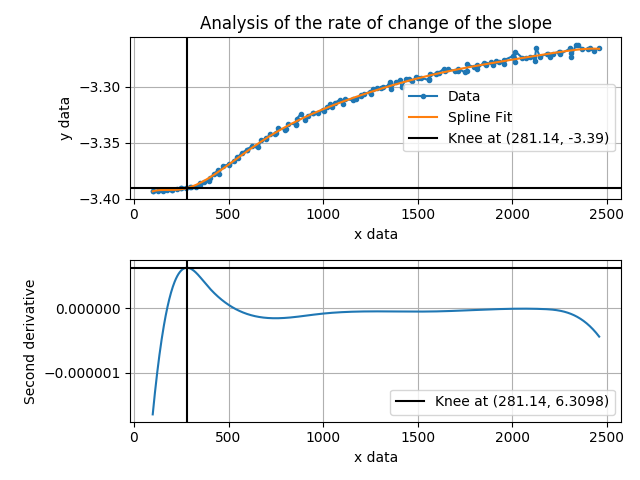 Analysis of the rate of change of the slope
y data
−3.30
−3.35
−3.40
Data
Spline Fit
Knee at (281.14, -3.39)
0 500 1000 1500 2000 2500
x data
Second derivative
0.000000
−0.000001
Knee at (281.14, 6.3098)
0 500 1000 1500 2000 2500
x data